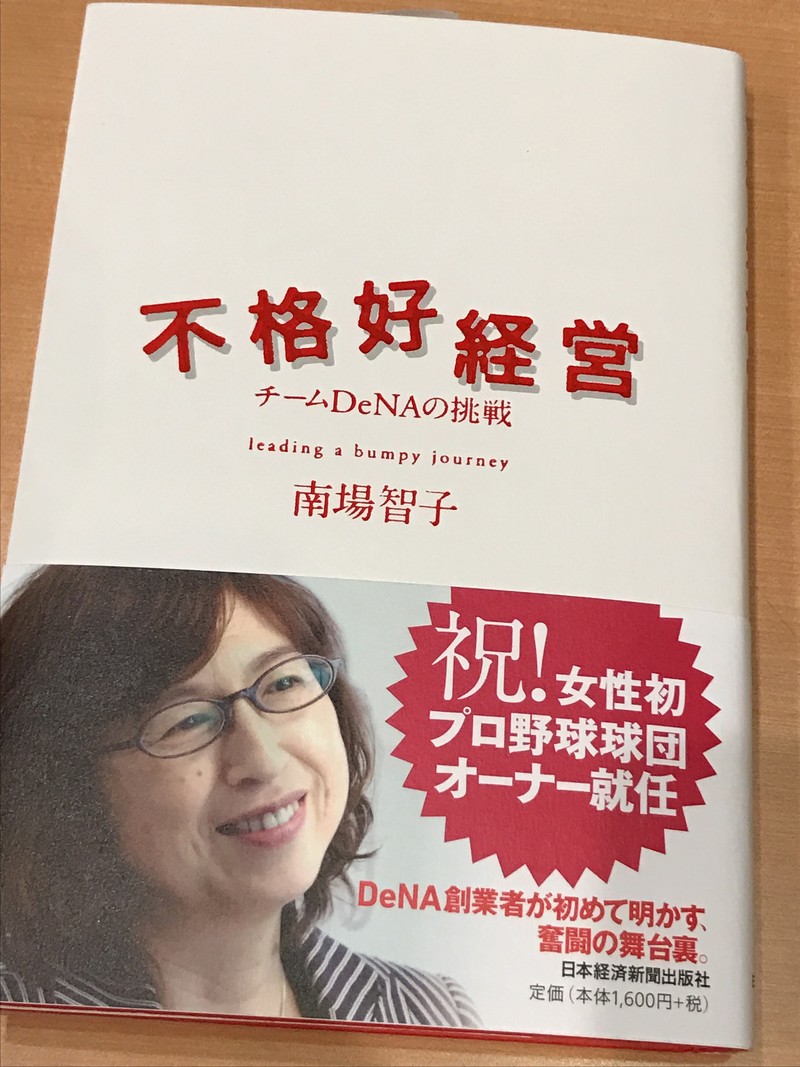 不格好経営
チームDeNAの挑戦
leading a bumpy journey
南場智子
祝!女性初
プロ野球球団
オーナー就任
DeNA創業者が初めて明かす、
奮闘の舞台裏。
日本経済新聞出版社
定価(本体1,600円+税)